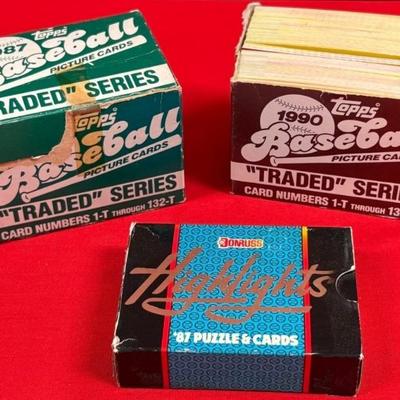 Topps
987
Baseball
PICTURE CARDS
"TRADED" SERIES
Topps
Baseball
PICTURE CARDS
"TRADED" SERIES
CARD NUMBERS 1-T THROUGH 132-T
Topps
1990
Baseball
PICTURE CARDS
"TRADED" SERIE
CARD NUMBERS 1-T THROUGH 13
DONRUSS
Highlights
'87 PUZZLE & CARDS